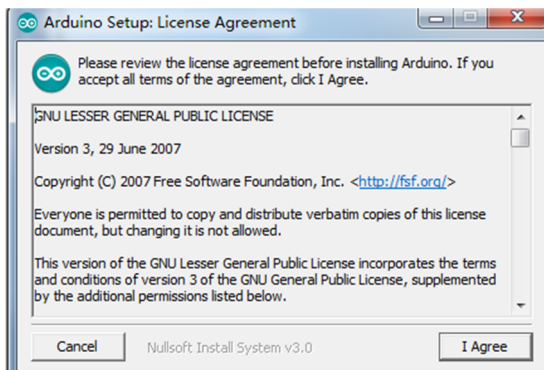 Arduino Setup: License Agreement
Please review the license agreement before installing Arduino. If you
accept all terms of the agreement, click I Agree.
GNU LESSER GENERAL PUBLIC LICENSE
Version 3, 29 June 2007
Copyright (C) 2007 Free Software Foundation, Inc. <http://fsf.org/>
Everyone is permitted to copy and distribute verbatim copies of this license
document, but changing it is not allowed.
This version of the GNU Lesser General Public License incorporates the terms
and conditions of version 3 of the GNU General Public License, supplemented
by the additional permissions listed below.
Cancel
Nullsoft Install System v3.0
I Agree